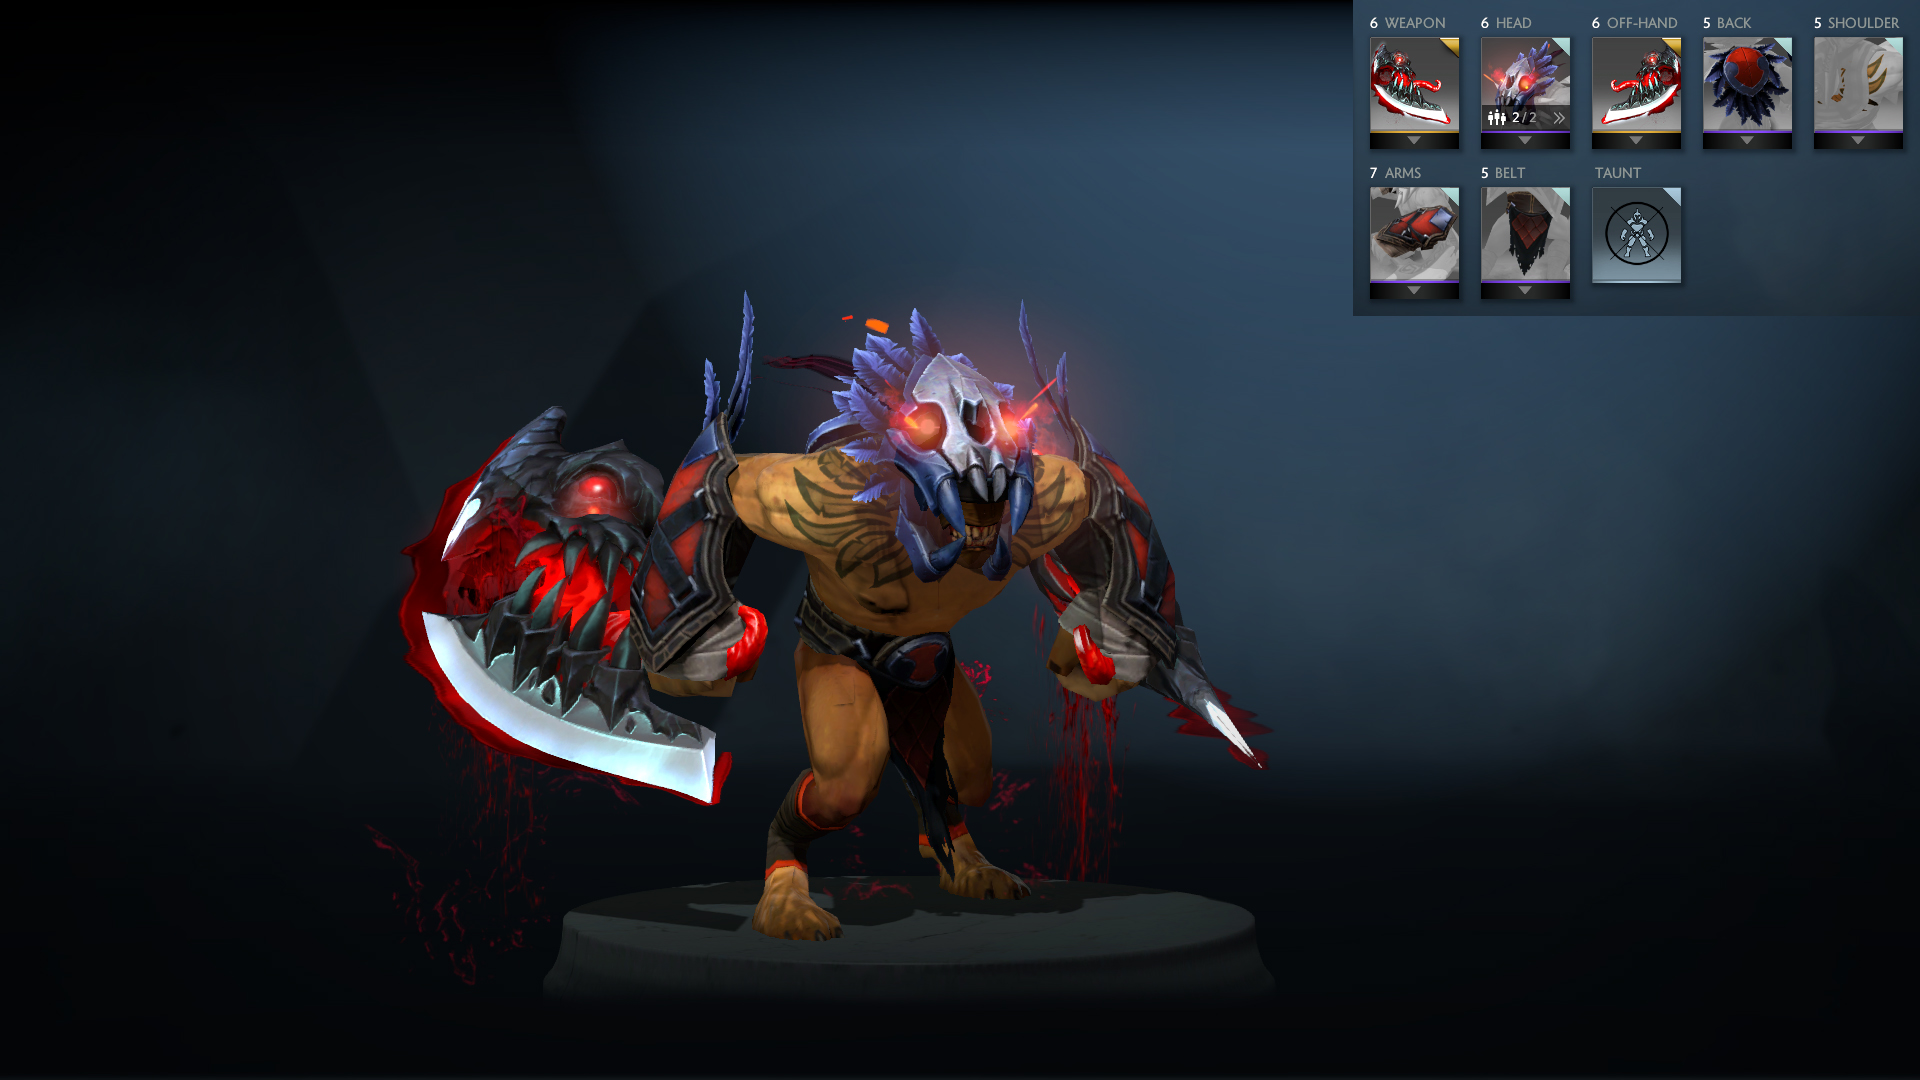 6 WEAPON 6 HEAD 6 OFF-HAND 5 BACK 5 SHOULDER
2/2
7 ARMS 5 BELT TAUNT